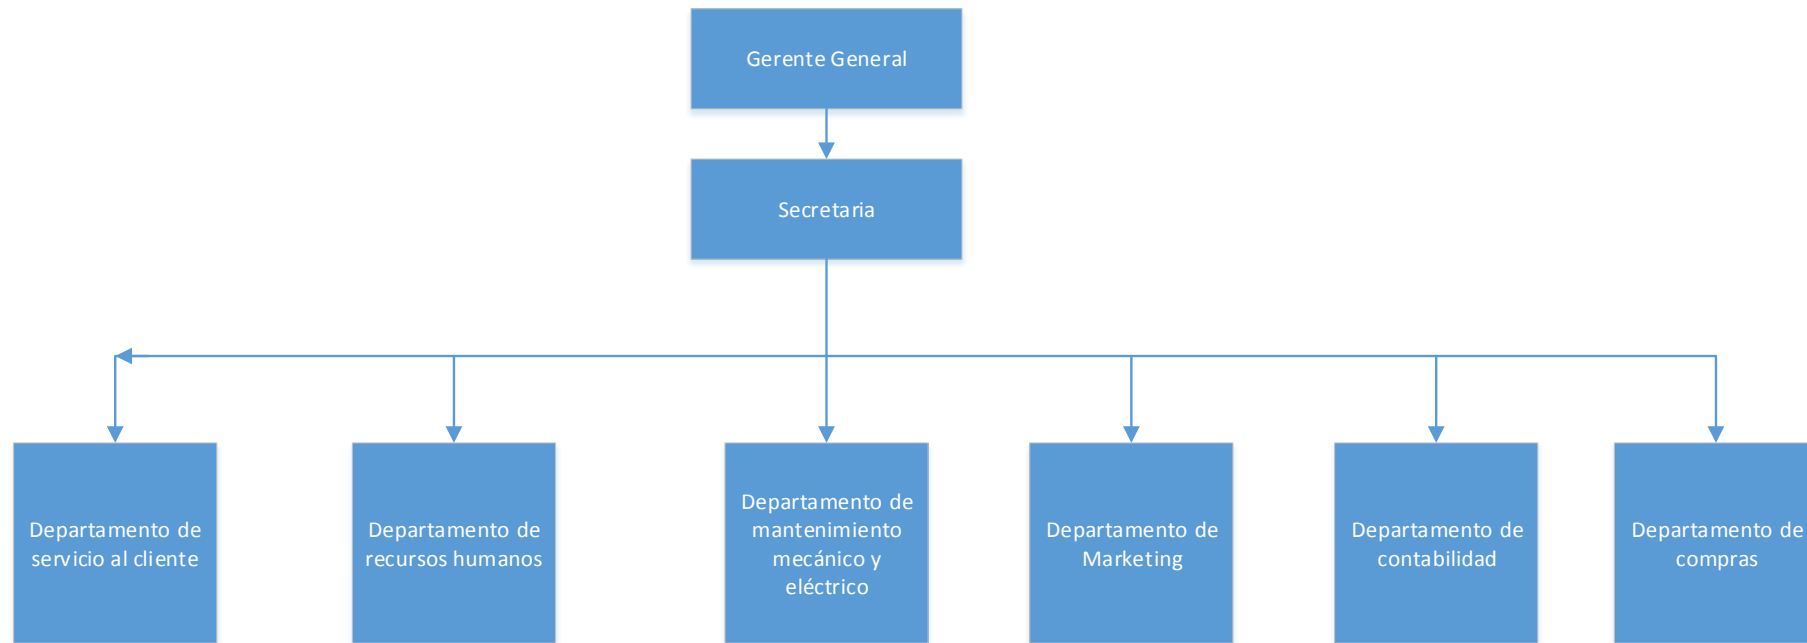 Gerente General
Secretaria
Departamento de
servicio al cliente
Departamento de
recursos humanos
Departamento de
mantenimiento
mecánico y
eléctrico
Departamento de
Marketing
Departamento de
contabilidad
Departamento de
compras